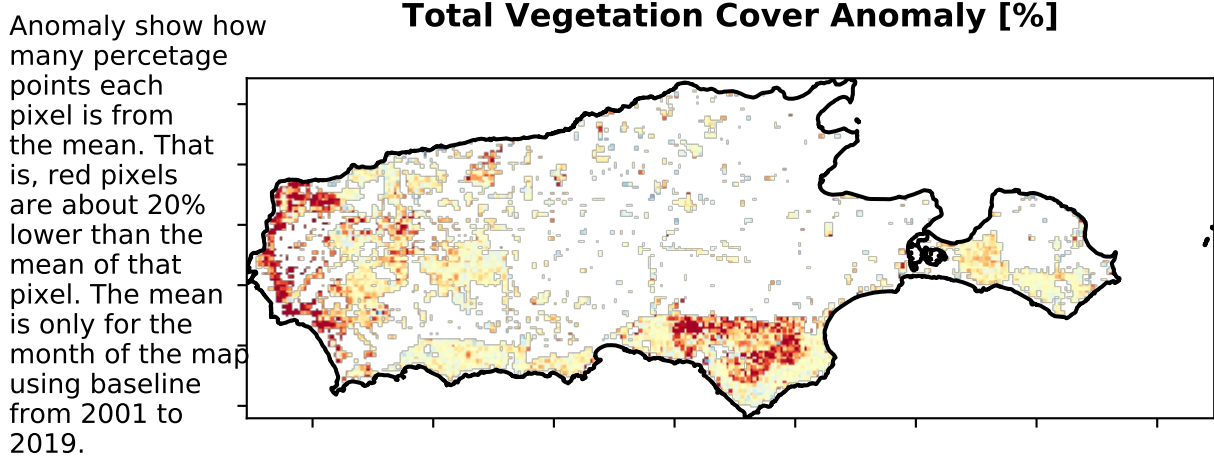 Total Vegetation Cover Anomaly [%]
Anomaly show how
many percetage
points each
pixel is from
the mean. That
is, red pixels
are about 20%
lower than the
mean of that
pixel. The mean
is only for the
month of the map
using baseline
from 2001 to
2019.